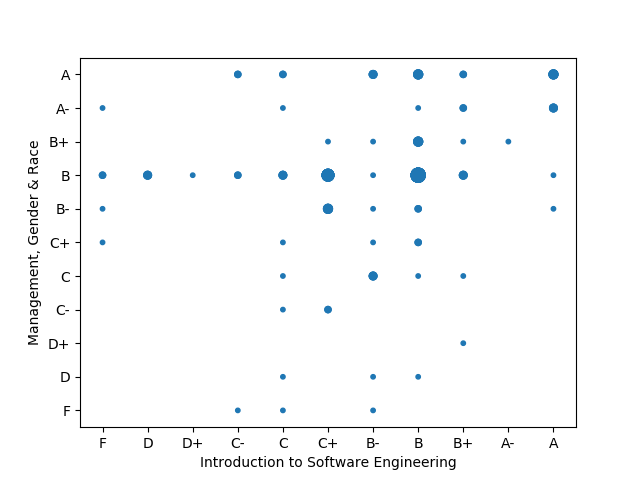 Management, Gender & Race
A
A-
B+
B
B-
C+
C
C-
D+
D
F
F D D+ C- C C+ B- B B+ A- A
Introduction to Software Engineering